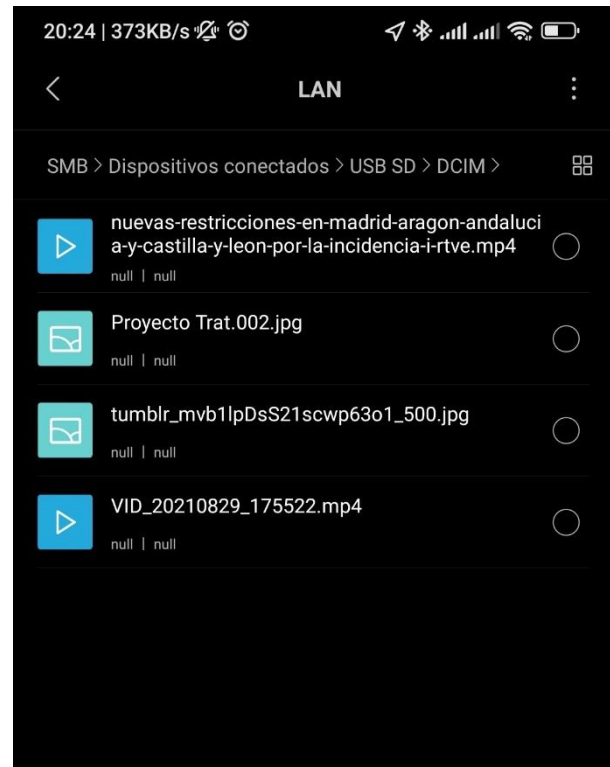 20:24 | 373KB/s
LAN
SMB > Dispositivos conectados > USB SD > DCIM >
nuevas-restricciones-en-madrid-aragon-andaluci
a-y-castilla-y-leon-por-la-incidencia-i-rtve.mp4
null | null
Proyecto Trat.002.jpg
null | null
tumblr_mvb1lpDsS21scwp63o1_500.jpg
null | null
VID_20210829_175522.mp4
null | null